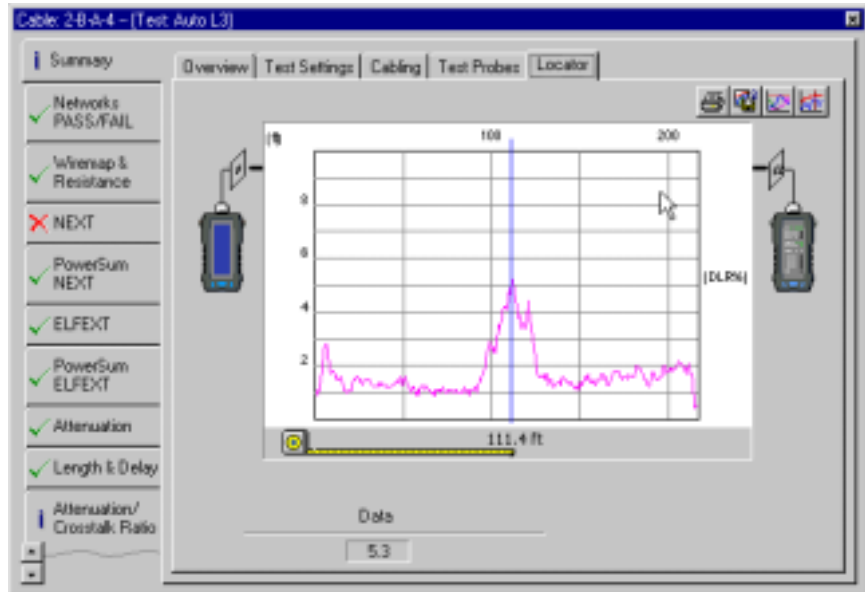 Cable: 2-B-A-4 – [Test: Auto L3]
Summary
Overview
Test Settings
Cabling
Test Probes
Locator
Networks
PASS/FAIL
Wiremap &
Resistance
NEXT
PowerSum
NEXT
ELFEXT
PowerSum
ELFEXT
Attenuation
Length & Delay
Attenuation/
Crosstalk Ratio
(ft
100
200
8
6
4
2
(DLR%)
111.4 ft
Data
5.3